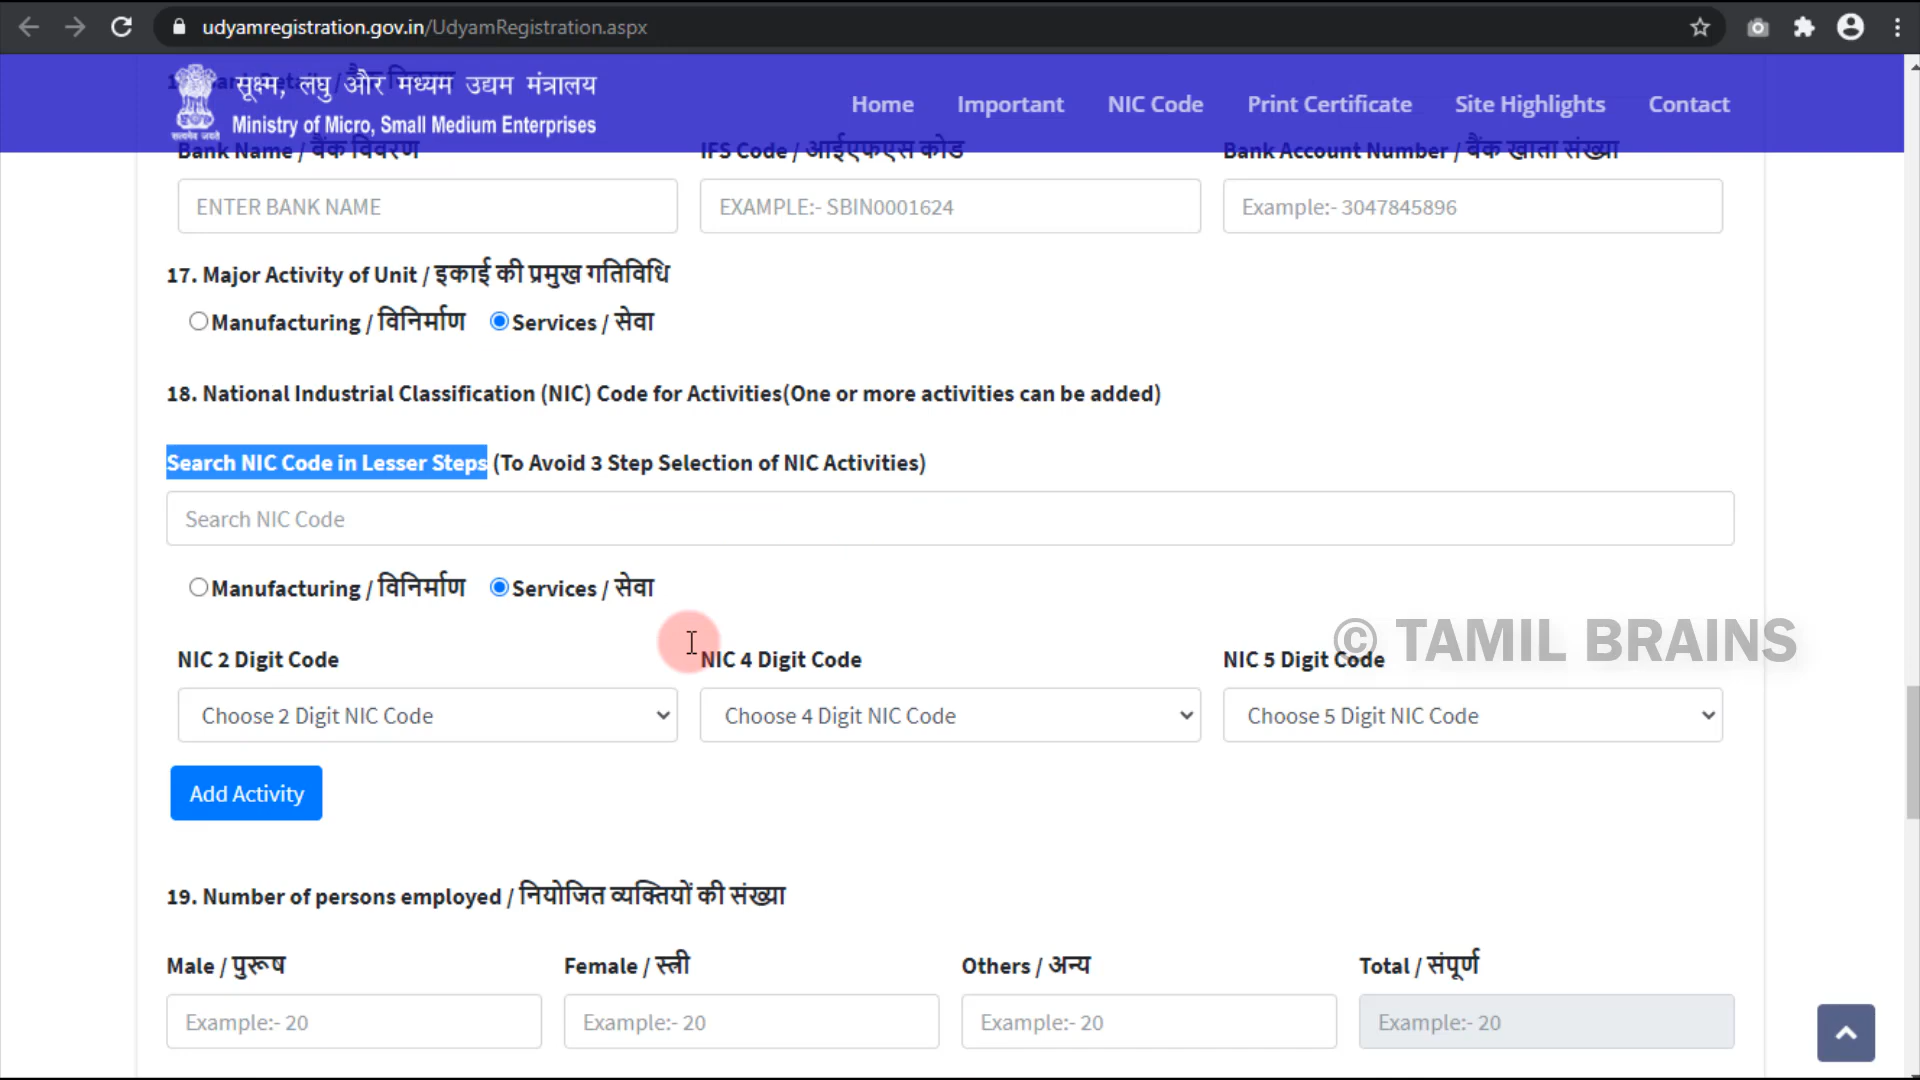 udyamregistration.gov.in/UdyamRegistration.aspx
सूक्ष्म, लघु और मध्यम उद्यम मंत्रालय
Ministry of Micro, Small Medium Enterprises
सत्यमेव जयते
Home Important NIC Code Print Certificate Site Highlights Contact
Bank Name / बैंक विवरण IFS Code / आईएफएस कोड Bank Account Number / बैंक खाता संख्या
ENTER BANK NAME EXAMPLE:- SBIN0001624 Example:- 3047845896
17. Major Activity of Unit / इकाई की प्रमुख गतिविधि
Manufacturing / विनिर्माण Services / सेवा
18. National Industrial Classification (NIC) Code for Activities(One or more activities can be added)
Search NIC Code in Lesser Steps (To Avoid 3 Step Selection of NIC Activities)
Search NIC Code
Manufacturing / विनिर्माण Services / सेवा
© TAMIL BRAINS
NIC 2 Digit Code NIC 4 Digit Code NIC 5 Digit Code
Choose 2 Digit NIC Code Choose 4 Digit NIC Code Choose 5 Digit NIC Code
Add Activity
19. Number of persons employed / नियोजित व्यक्तियों की संख्या
Male / पुरूष Female / स्त्री Others / अन्य Total / संपूर्ण
Example:- 20 Example:- 20 Example:- 20 Example:- 20